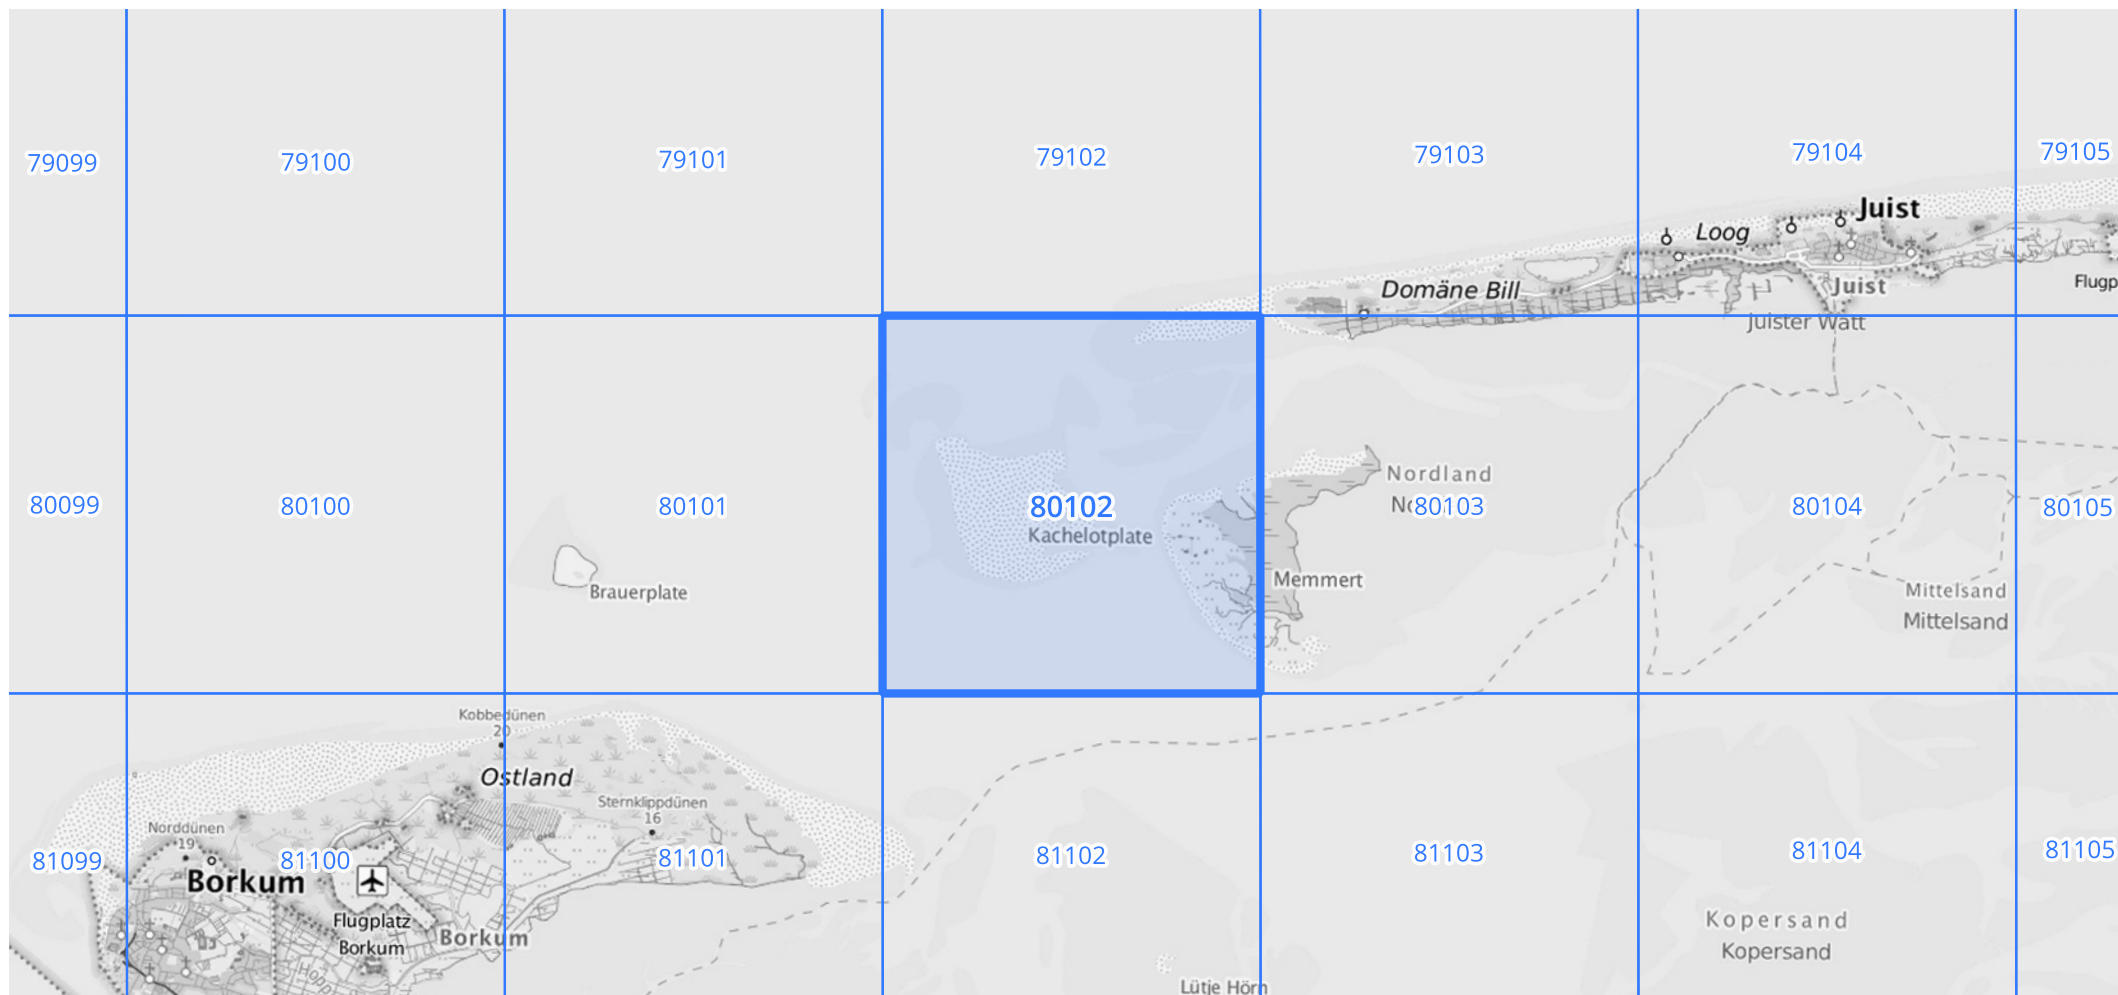 79099
79100
79101
79102
79103
79104
79105
Juist
Loog
Domäne Bill
Juist
Flugp
Juister Watt
80099
80100
80101
80102
80103
80104
80105
Nordland
Kachelotplate
Memmert
Brauerplate
Mittelsand
Mittelsand
Kobbedünen
20
Ostland
Sternklippdünen
16
Norddünen
19
81099
81100
81101
81102
81103
81104
81105
Borkum
Flugplatz
Borkum
Borkum
Hopp
Kopersand
Kopersand
Lütje Hörn